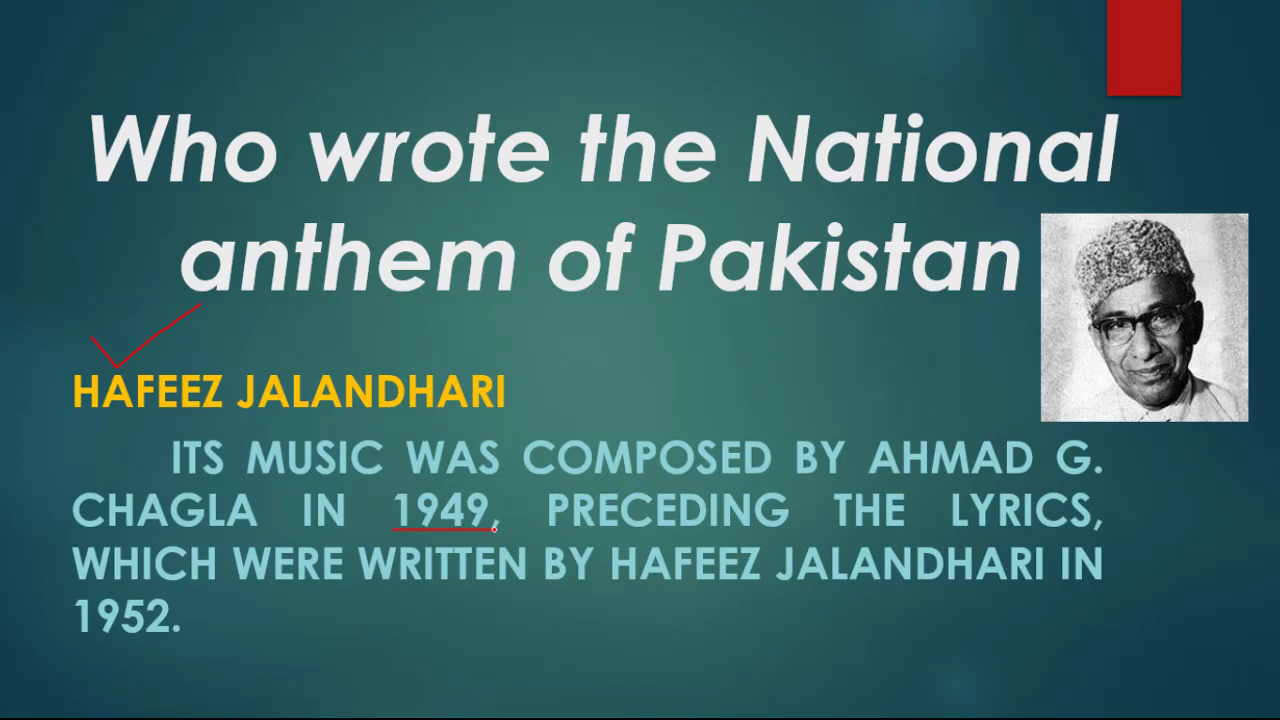 Who wrote the National
anthem of Pakistan
HAFEEZ JALANDHARI
ITS MUSIC WAS COMPOSED BY AHMAD G.
CHAGLA IN 1949, PRECEDING THE LYRICS,
WHICH WERE WRITTEN BY HAFEEZ JALANDHARI IN
1952.